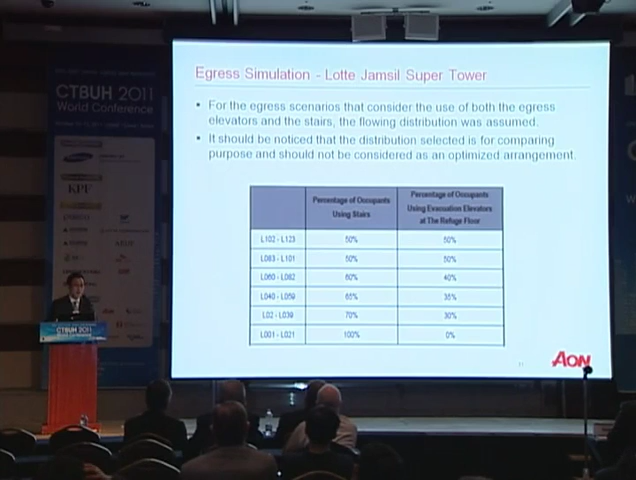 Egress Simulation - Lotte Jamsil Super Tower
• For the egress scenarios that consider the use of both the egress
elevators and the stairs, the flowing distribution was assumed.
• It should be noticed that the distribution selected is for comparing
purpose and should not be considered as an optimized arrangement.
Percentage of Occupants
Using Stairs
Percentage of Occupants
Using Evacuation Elevators
at The Refuge Floor
L102 - L123 50% 50%
L083 - L101 50% 50%
L060 - L082 60% 40%
L040 - L059 65% 35%
L02 - L039 70% 30%
L001 - L021 100% 0%
AON
CTBUH 2011
World Conference
KPF
CTBUH 2011